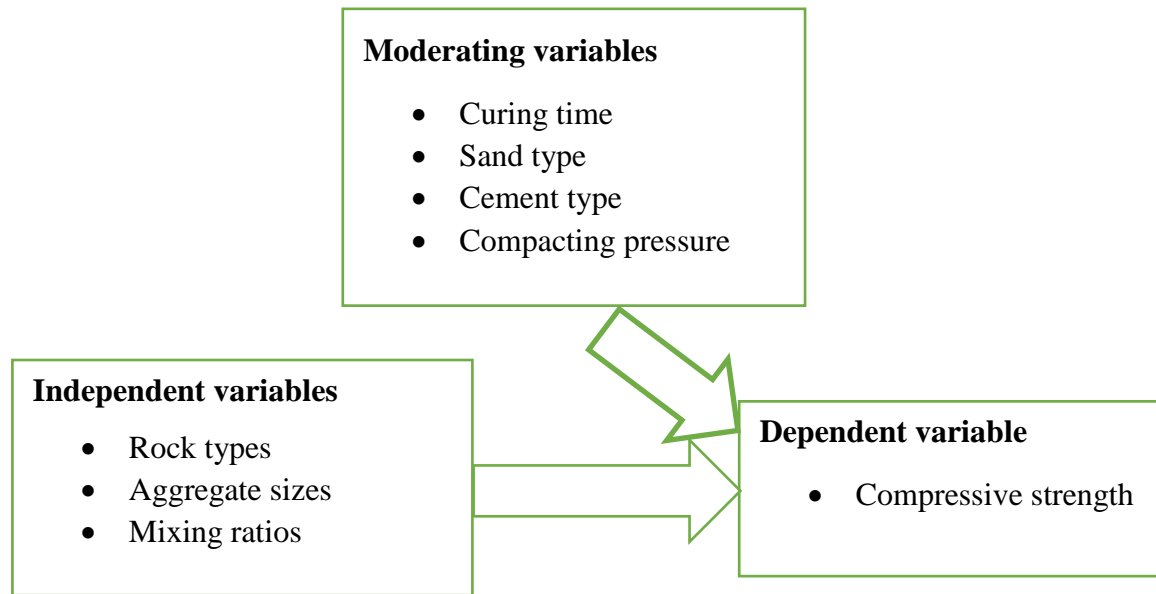 Moderating variables
• Curing time
• Sand type
• Cement type
• Compacting pressure
Independent variables
• Rock types
• Aggregate sizes
• Mixing ratios
Dependent variable
• Compressive strength